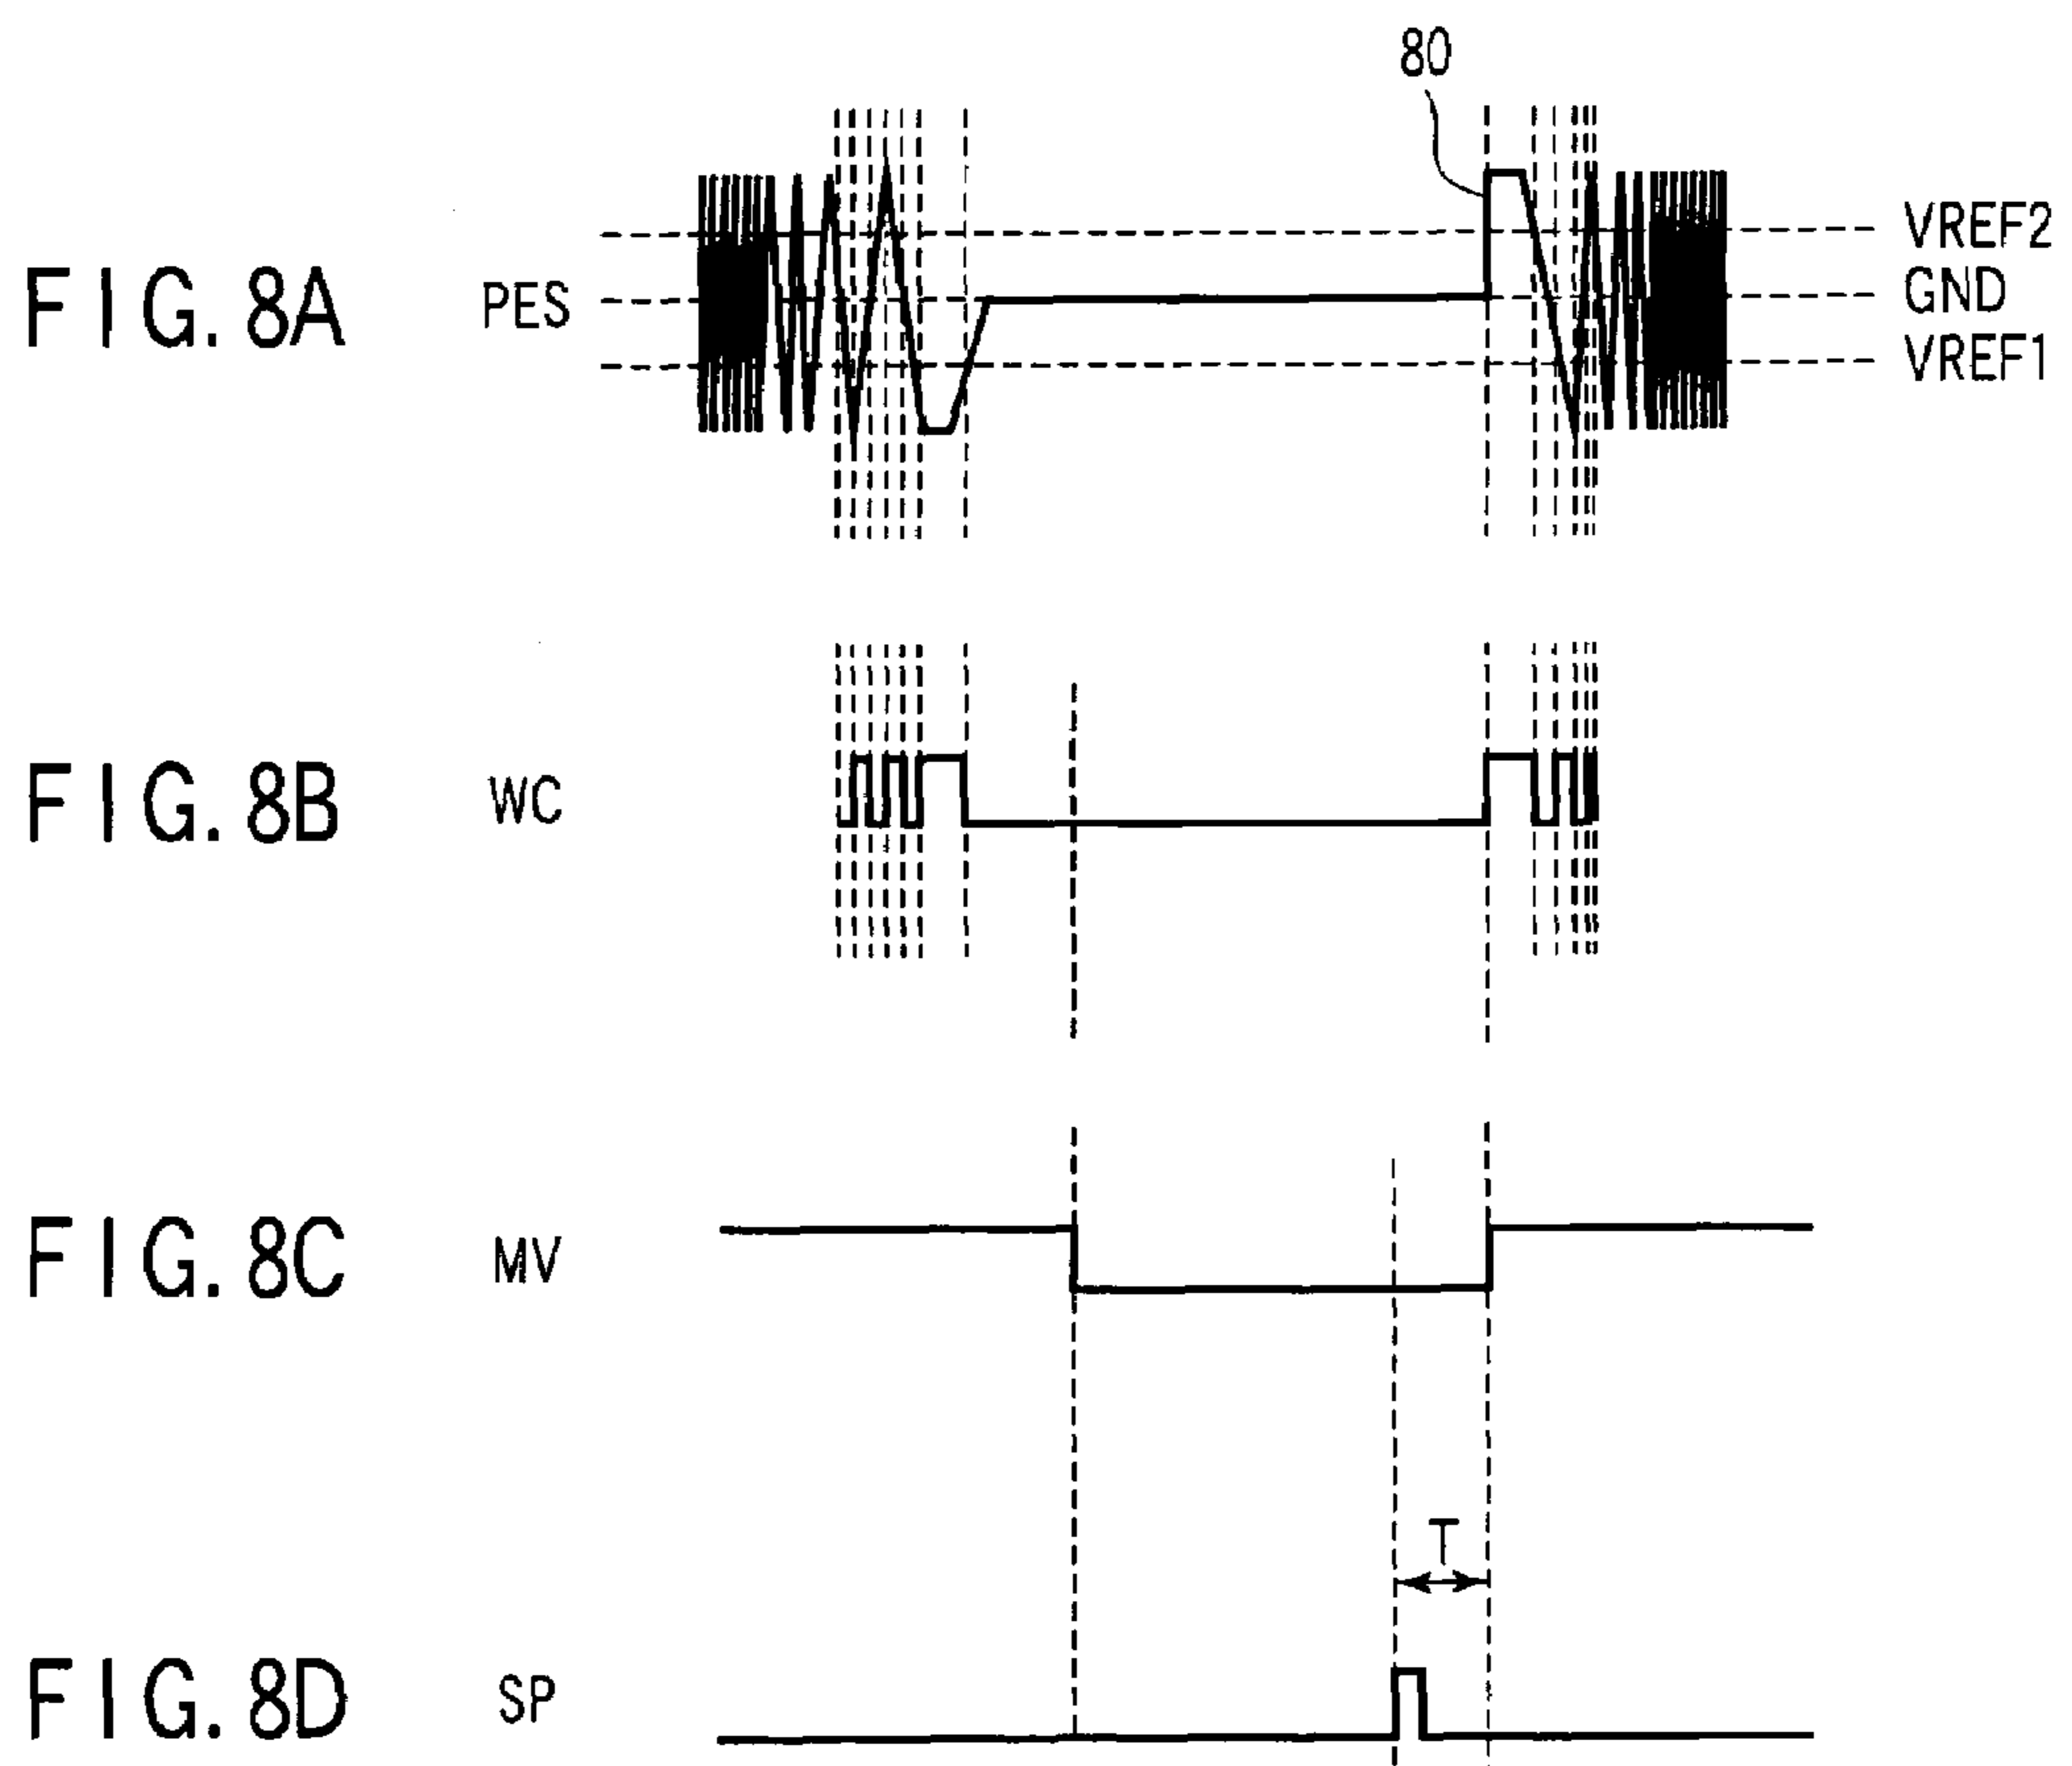 80
FIG. 8A
PES
VREF2
GND
VREF1
FIG. 8B
WC
FIG. 8C
MV
T
FIG. 8D
SP